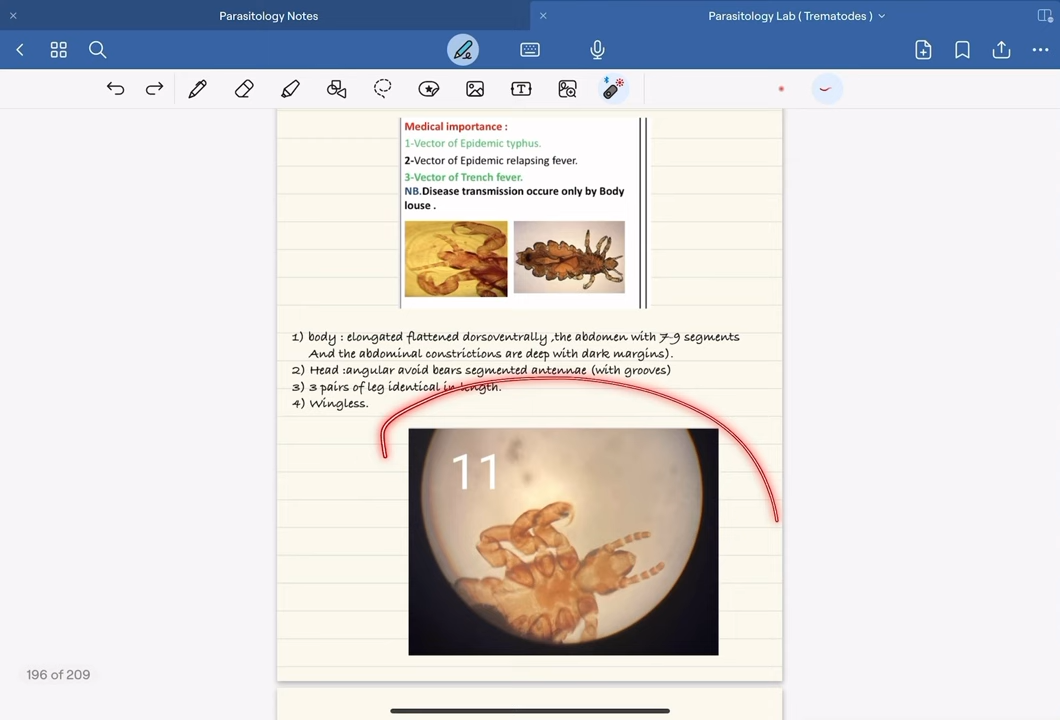 Parasitology Notes
Parasitology Lab ( Trematodes )
Medical importance :
1-Vector of Epidemic typhus.
2-Vector of Epidemic relapsing fever.
3-Vector of Trench fever.
NB.Disease transmission occure only by Body
louse .
1) body : elongated flattened dorsoventrally ,the abdomen with 7-9 segments
And the abdominal constrictions are deep with dark margins).
2) Head :angular avoid bears segmented antennae (with grooves)
3) 3 pairs of leg identical in length.
4) Wingless.
11
196 of 209